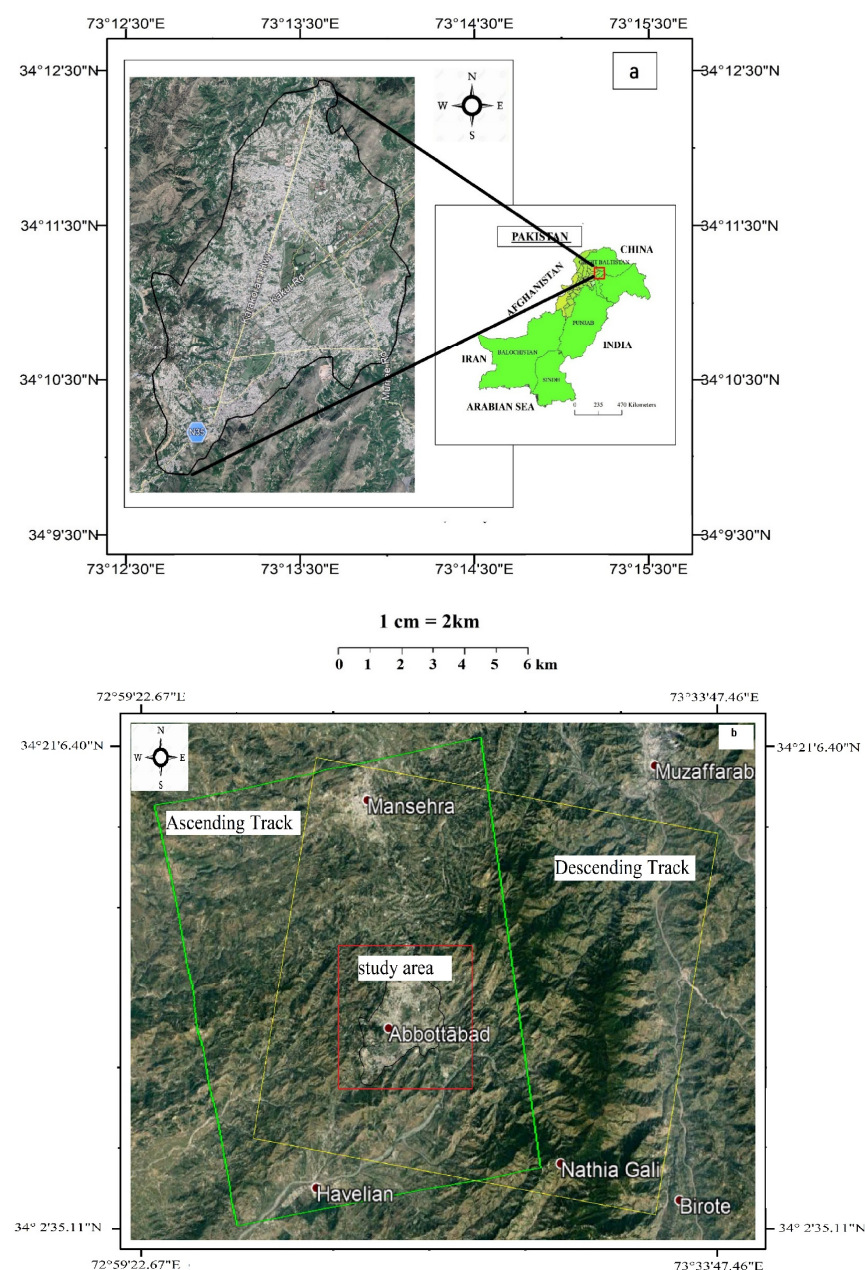 73°12'30"E 73°13'30"E 73°14'30"E 73°15'30"E
34°12'30"N 34°12'30"N
a
N
W E
S
34°11'30"N 34°11'30"N
PAKISTAN
CHINA
BALTISTAN
AFGHANISTAN
PUNJAB
INDIA
IRAN
BALOCHISTAN
SINDH
ARABIAN SEA
0 235 470 Kilometers
Kakul Rd
Murree Rd
N35
34°10'30"N 34°10'30"N
34°9'30"N 34°9'30"N
73°12'30"E 73°13'30"E 73°14'30"E 73°15'30"E
1 cm = 2km
0 1 2 3 4 5 6 km
72°59'22.67"E 73°33'47.46"E
34°21'6.40"N 34°21'6.40"N
b
N
W E
S
Muzaffarab
Mansehra
Ascending Track
Descending Track
study area
Abbottābad
Nathia Gali
Havelian
Birote
34° 2'35.11"N 34° 2'35.11"N
72°59'22.67"E 73°33'47.46"E